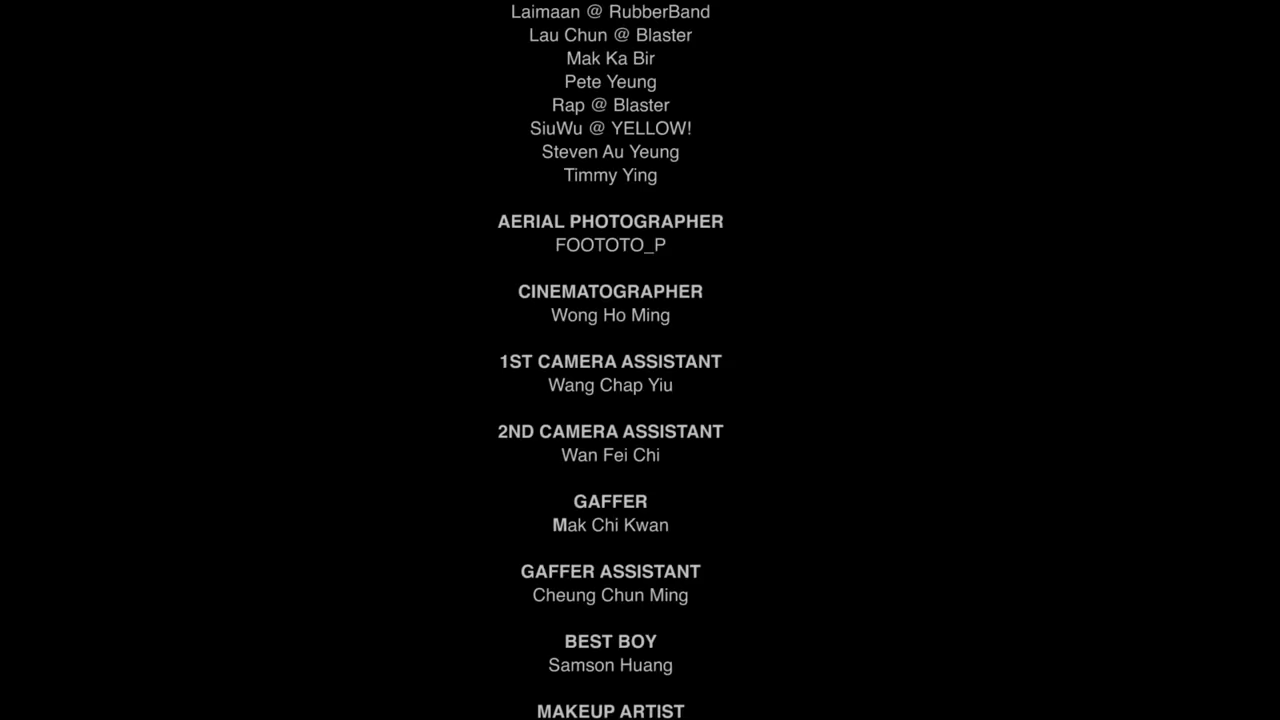 Laimaan @ RubberBand
Lau Chun @ Blaster
Mak Ka Bir
Pete Yeung
Rap @ Blaster
SiuWu @ YELLOW!
Steven Au Yeung
Timmy Ying
AERIAL PHOTOGRAPHER
FOOTOTO_P
CINEMATOGRAPHER
Wong Ho Ming
1ST CAMERA ASSISTANT
Wang Chap Yiu
2ND CAMERA ASSISTANT
Wan Fei Chi
GAFFER
Mak Chi Kwan
GAFFER ASSISTANT
Cheung Chun Ming
BEST BOY
Samson Huang
MAKEUP ARTIST